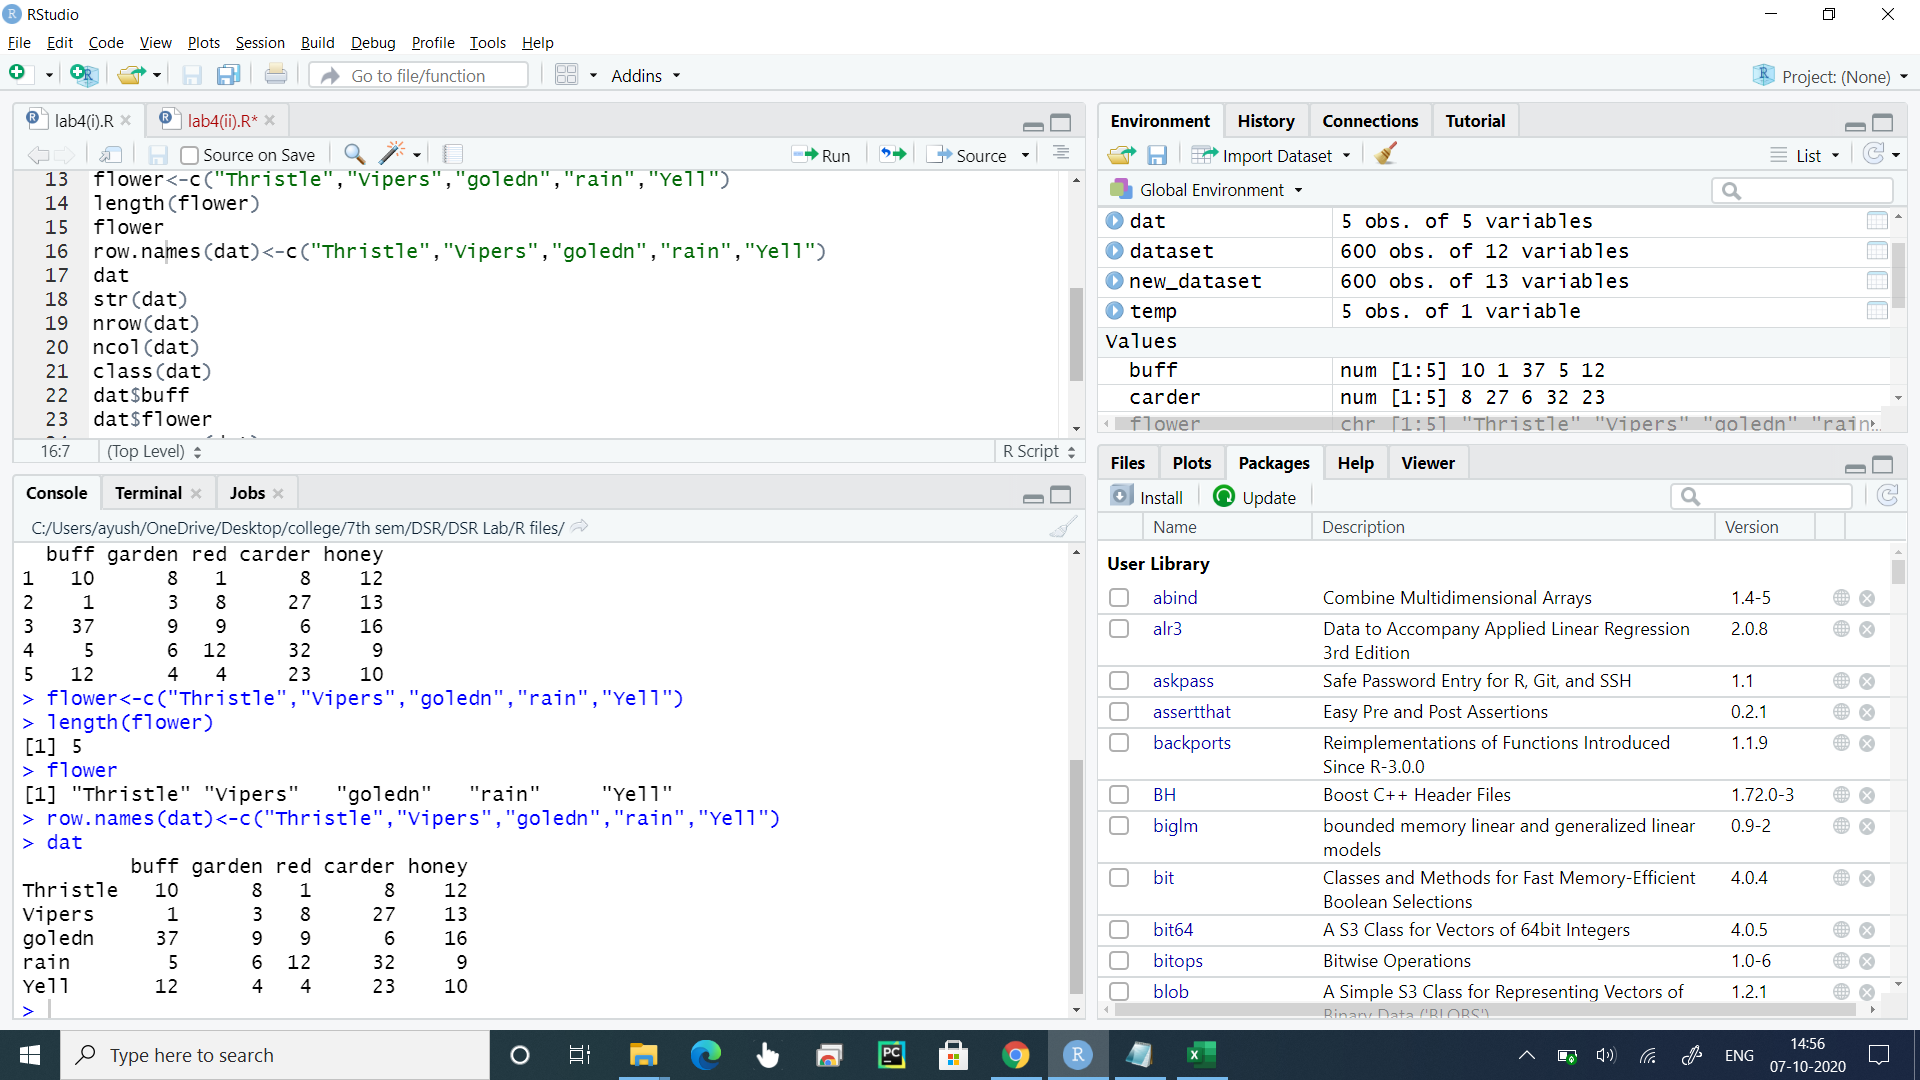 RStudio
File Edit Code View Plots Session Build Debug Profile Tools Help
Go to file/function Addins Project: (None)
lab4(i).R lab4(ii).R*
Source on Save Run Source
13 flower<-c("Thristle","Vipers","goledn","rain","Yell")
14 length(flower)
15 flower
16 row.names(dat)<-c("Thristle","Vipers","goledn","rain","Yell")
17 dat
18 str(dat)
19 nrow(dat)
20 ncol(dat)
21 class(dat)
22 dat$buff
23 dat$flower
16:7 (Top Level) R Script
Console Terminal Jobs
C:/Users/ayush/OneDrive/Desktop/college/7th sem/DSR/DSR Lab/R files/
buff garden red carder honey
1 10 8 1 8 12
2 1 3 8 27 13
3 37 9 9 6 16
4 5 6 12 32 9
5 12 4 4 23 10
> flower<-c("Thristle","Vipers","goledn","rain","Yell")
> length(flower)
[1] 5
> flower
[1] "Thristle" "Vipers" "goledn" "rain" "Yell"
> row.names(dat)<-c("Thristle","Vipers","goledn","rain","Yell")
> dat
buff garden red carder honey
Thristle 10 8 1 8 12
Vipers 1 3 8 27 13
goledn 37 9 9 6 16
rain 5 6 12 32 9
Yell 12 4 4 23 10
>
Environment History Connections Tutorial
Import Dataset List
Global Environment
dat 5 obs. of 5 variables
dataset 600 obs. of 12 variables
new_dataset 600 obs. of 13 variables
temp 5 obs. of 1 variable
Values
buff num [1:5] 10 1 37 5 12
carder num [1:5] 8 27 6 32 23
flower chr [1:5] "Thristle" "Vipers" "goledn" "rain…
Files Plots Packages Help Viewer
Install Update
Name Description Version
User Library
abind Combine Multidimensional Arrays 1.4-5
alr3 Data to Accompany Applied Linear Regression 2.0.8
3rd Edition
askpass Safe Password Entry for R, Git, and SSH 1.1
assertthat Easy Pre and Post Assertions 0.2.1
backports Reimplementations of Functions Introduced 1.1.9
Since R-3.0.0
BH Boost C++ Header Files 1.72.0-3
biglm bounded memory linear and generalized linear 0.9-2
models
bit Classes and Methods for Fast Memory-Efficient 4.0.4
Boolean Selections
bit64 A S3 Class for Vectors of 64bit Integers 4.0.5
bitops Bitwise Operations 1.0-6
blob A Simple S3 Class for Representing Vectors of 1.2.1
Binary Data ('BLOBS')
Type here to search
ENG
14:56
07-10-2020